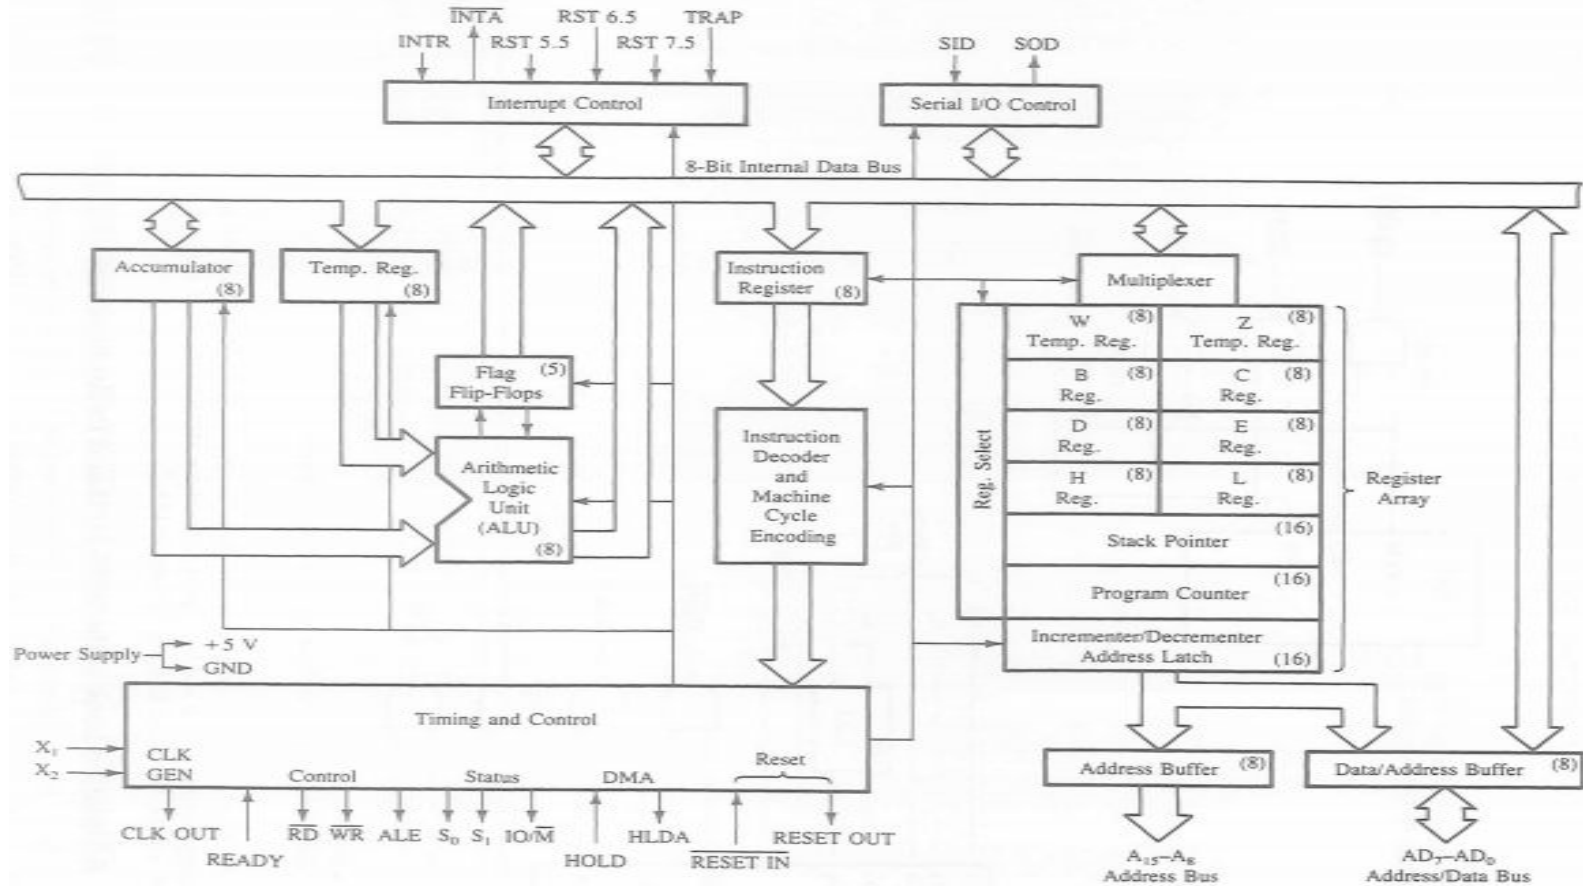 INTA RST 6.5 TRAP
INTR RST 5.5 RST 7.5
SID SOD
Interrupt Control
Serial I/O Control
8-Bit Internal Data Bus
Accumulator
(8)
Temp. Reg.
(8)
Instruction
Register (8)
Multiplexer
Flag (5)
Flip-Flops
Arithmetic
Logic
Unit
(ALU)
(8)
Instruction
Decoder
and
Machine
Cycle
Encoding
Reg. Select
W (8)
Temp. Reg.
Z (8)
Temp. Reg.
B (8)
Reg.
C (8)
Reg.
D (8)
Reg.
E (8)
Reg.
H (8)
Reg.
L (8)
Reg.
(16)
Stack Pointer
(16)
Program Counter
Incrementer/Decrementer
Address Latch (16)
Register
Array
Power Supply
+5 V
GND
Timing and Control
X₁
X₂
CLK
GEN
Control
Status
DMA
Reset
CLK OUT
READY
RD WR ALE S₀ S₁ IO/M
HOLD
HLDA
RESET IN
RESET OUT
Address Buffer (8)
Data/Address Buffer (8)
A₁₅–A₈
Address Bus
AD₇–AD₀
Address/Data Bus